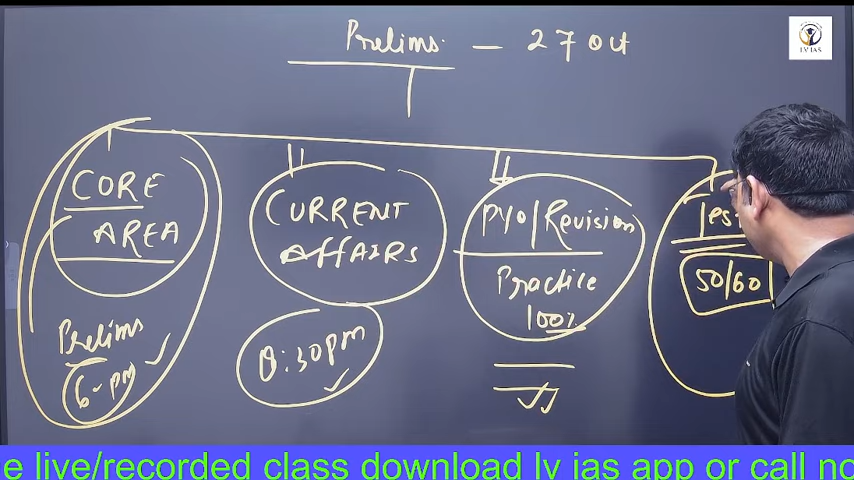 Prelims - 27 Oct
LV IAS
CORE
AREA
Prelims
6-pm
CURRENT
AFFAIRS
8:30pm
PYQ/Revision
Practice
100%
Test
50/60
e live/recorded class download lv ias app or call no